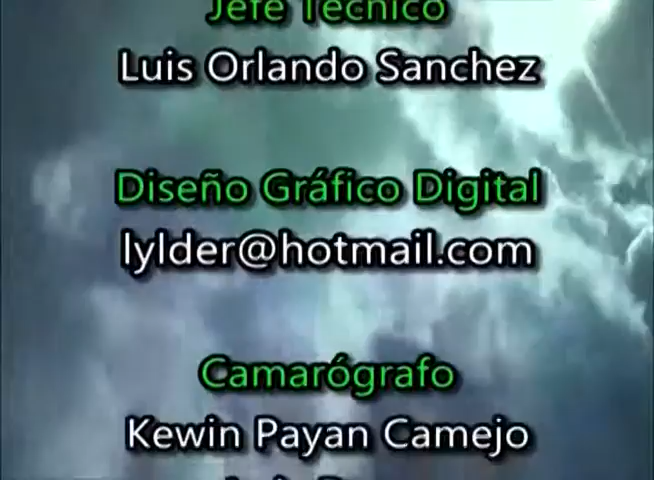 Jefe Técnico
Luis Orlando Sanchez
Diseño Gráfico Digital
lylder@hotmail.com
Camarógrafo
Kewin Payan Camejo